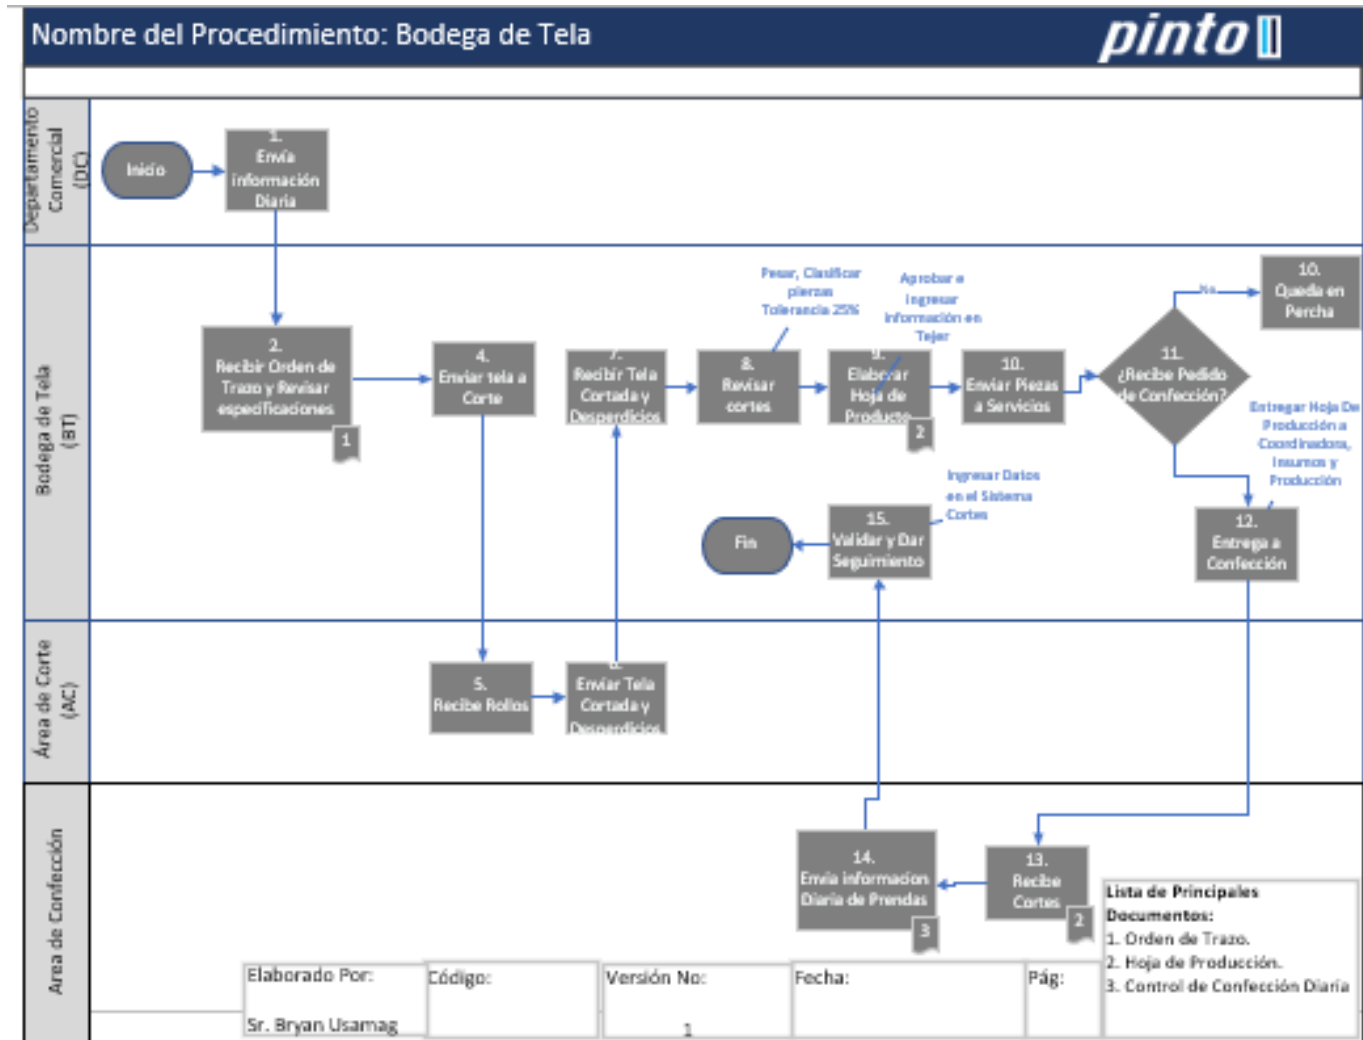 Nombre del Procedimiento: Bodega de Tela
pinto
Departamento
Comercial
(DC)
Inicio
1.
Envía
información
Diaria
Bodega de Tela
(BT)
2.
Recibir Orden de
Trazo y Revisar
especificaciones
1
4.
Enviar tela a
Corte
7.
Recibir Tela
Cortada y
Desperdicios
Pesar, Clasificar
pierzas
Tolerancia 25%
8.
Revisar
cortes
Aprobar e
ingresar
información en
Tejer
9.
Elaborar
Hoja de
Producto
2
10.
Enviar Piezas
a Servicios
11.
¿Recibe Pedido
de Confección?
No
10.
Queda en
Percha
Entregar Hoja De
Producción a
Coordinadora,
Insumos y
Producción
12.
Entrega a
Confección
Ingresar Datos
en el Sistema
Cortes
15.
Validar y Dar
Seguimiento
Fin
Área de Corte
(AC)
5.
Recibe Rollos
6.
Enviar Tela
Cortada y
Desperdicios
Area de Confección
14.
Envia informacion
Diaria de Prendas
3
13.
Recibe
Cortes
2
Lista de Principales
Documentos:
1. Orden de Trazo.
2. Hoja de Producción.
3. Control de Confección Diaria
Elaborado Por:
Sr. Bryan Usamag
Código:
Versión No:
1
Fecha:
Pág: